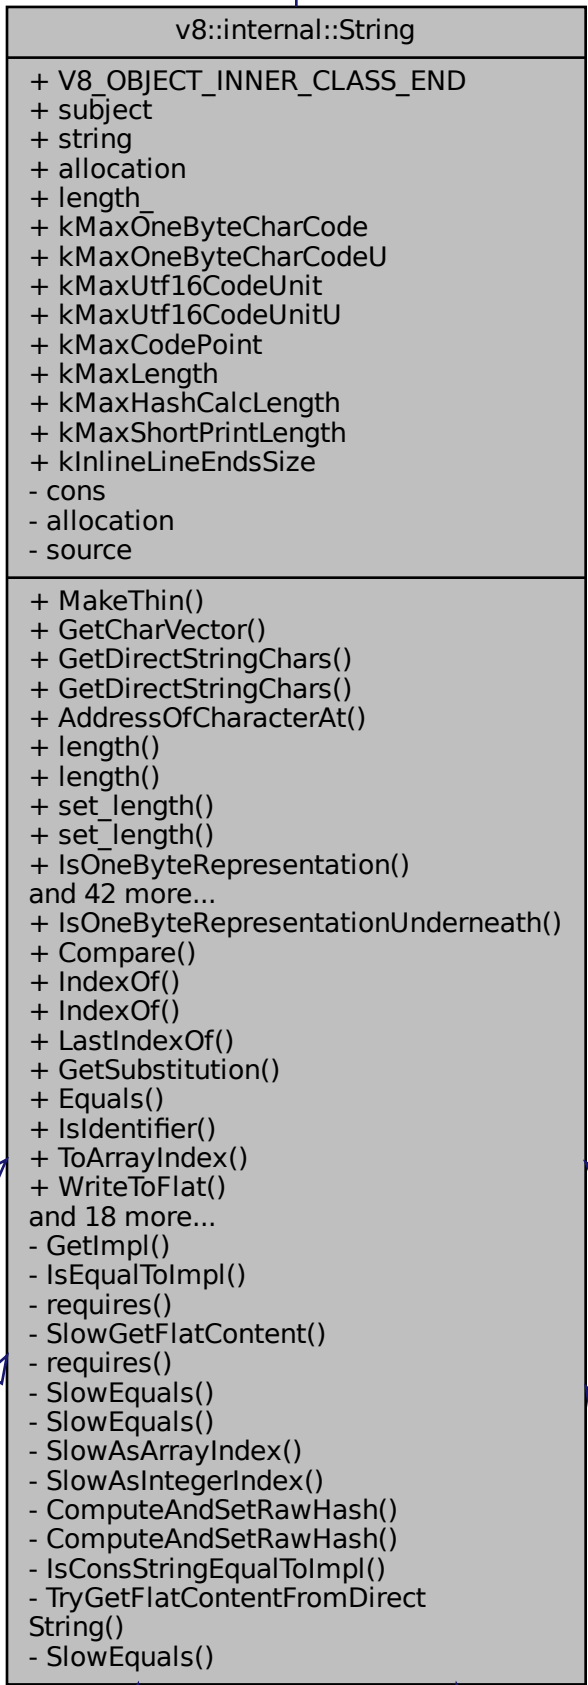 v8::internal::String
+ V8_OBJECT_INNER_CLASS_END
+ subject
+ string
+ allocation
+ length_
+ kMaxOneByteCharCode
+ kMaxOneByteCharCodeU
+ kMaxUtf16CodeUnit
+ kMaxUtf16CodeUnitU
+ kMaxCodePoint
+ kMaxLength
+ kMaxHashCalcLength
+ kMaxShortPrintLength
+ kInlineLineEndsSize
- cons
- allocation
- source
+ MakeThin()
+ GetCharVector()
+ GetDirectStringChars()
+ GetDirectStringChars()
+ AddressOfCharacterAt()
+ length()
+ length()
+ set_length()
+ set_length()
+ IsOneByteRepresentation()
and 42 more...
+ IsOneByteRepresentationUnderneath()
+ Compare()
+ IndexOf()
+ IndexOf()
+ LastIndexOf()
+ GetSubstitution()
+ Equals()
+ IsIdentifier()
+ ToArrayIndex()
+ WriteToFlat()
and 18 more...
- GetImpl()
- IsEqualToImpl()
- requires()
- SlowGetFlatContent()
- requires()
- SlowEquals()
- SlowEquals()
- SlowAsArrayIndex()
- SlowAsIntegerIndex()
- ComputeAndSetRawHash()
- ComputeAndSetRawHash()
- IsConsStringEqualToImpl()
- TryGetFlatContentFromDirect
String()
- SlowEquals()